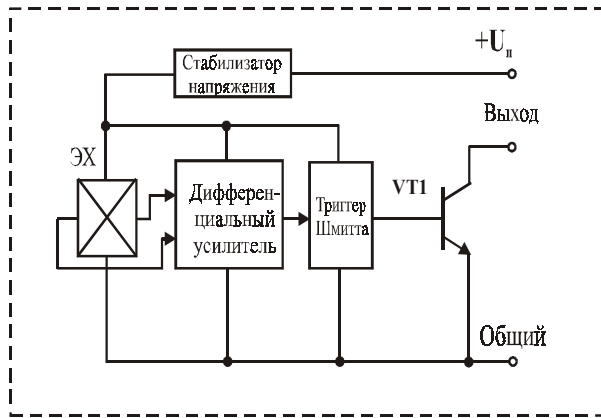 +Uп
Стабилизатор
напряжения
Выход
ЭХ
VT1
Дифферен-
циальный
усилитель
Триггер
Шмитта
Общий